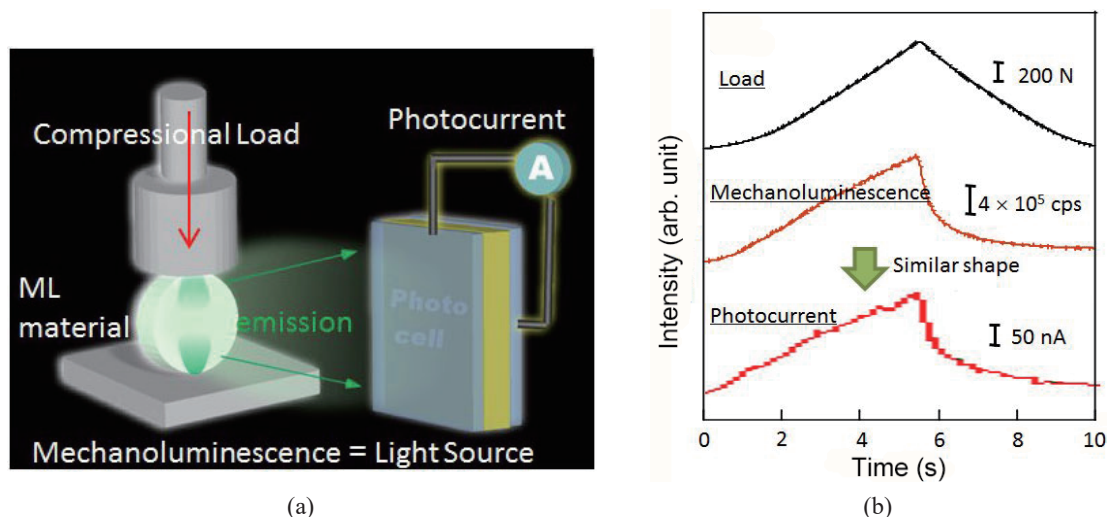 Compressional Load
Photocurrent
A
ML
material
emission
Photo
cell
Mechanoluminescence = Light Source
(a)
Intensity (arb. unit)
Load
200 N
Mechanoluminescence
4 × 10⁵ cps
Similar shape
Photocurrent
50 nA
0 2 4 6 8 10
Time (s)
(b)